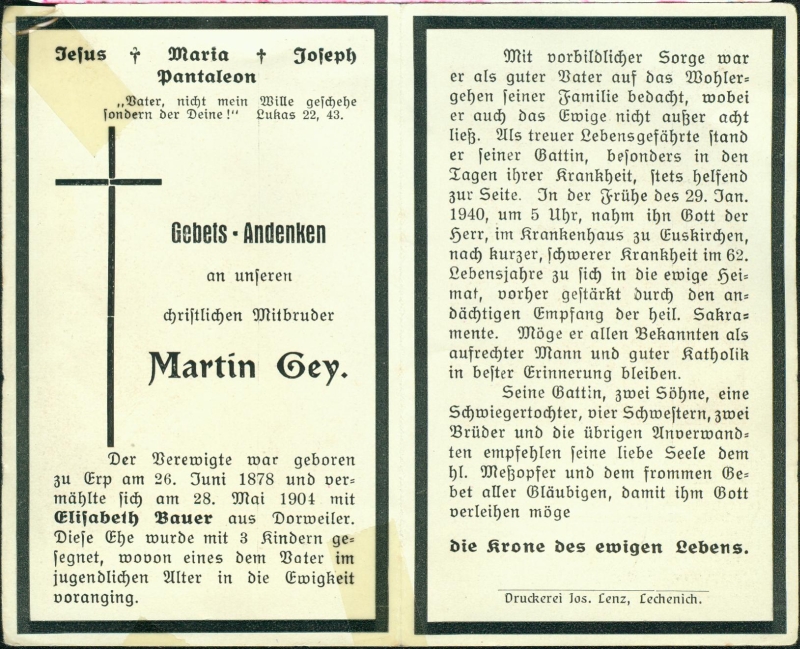 Jesus † Maria † Joseph
Pantaleon
„Vater, nicht mein Wille geschehe
sondern der Deine!" Lukas 22, 43.
Gebets-Andenken
an unseren
christlichen Mitbruder
Martin Gey.
Der Verewigte war geboren
zu Erp am 26. Juni 1878 und ver-
mählte sich am 28. Mai 1904 mit
Elisabeth Bauer aus Dorweiler.
Diese Ehe wurde mit 3 Kindern ge-
segnet, wovon eines dem Vater im
jugendlichen Alter in die Ewigkeit
voranging.
Mit vorbildlicher Sorge war
er als guter Vater auf das Wohler-
gehen seiner Familie bedacht, wobei
er auch das Ewige nicht außer acht
ließ. Als treuer Lebensgefährte stand
er seiner Gattin, besonders in den
Tagen ihrer Krankheit, stets helfend
zur Seite. In der Frühe des 29. Jan.
1940, um 5 Uhr, nahm ihn Gott der
Herr, im Krankenhaus zu Euskirchen,
nach kurzer, schwerer Krankheit im 62.
Lebensjahre zu sich in die ewige Hei-
mat, vorher gestärkt durch den an-
dächtigen Empfang der heil. Sakra-
mente. Möge er allen Bekannten als
aufrechter Mann und guter Katholik
in bester Erinnerung bleiben.
Seine Gattin, zwei Söhne, eine
Schwiegertochter, vier Schwestern, zwei
Brüder und die übrigen Anverwand-
ten empfehlen seine liebe Seele dem
hl. Meßopfer und dem frommen Ge-
bet aller Gläubigen, damit ihm Gott
verleihen möge
die Krone des ewigen Lebens.
Druckerei Jos. Lenz, Lechenich.